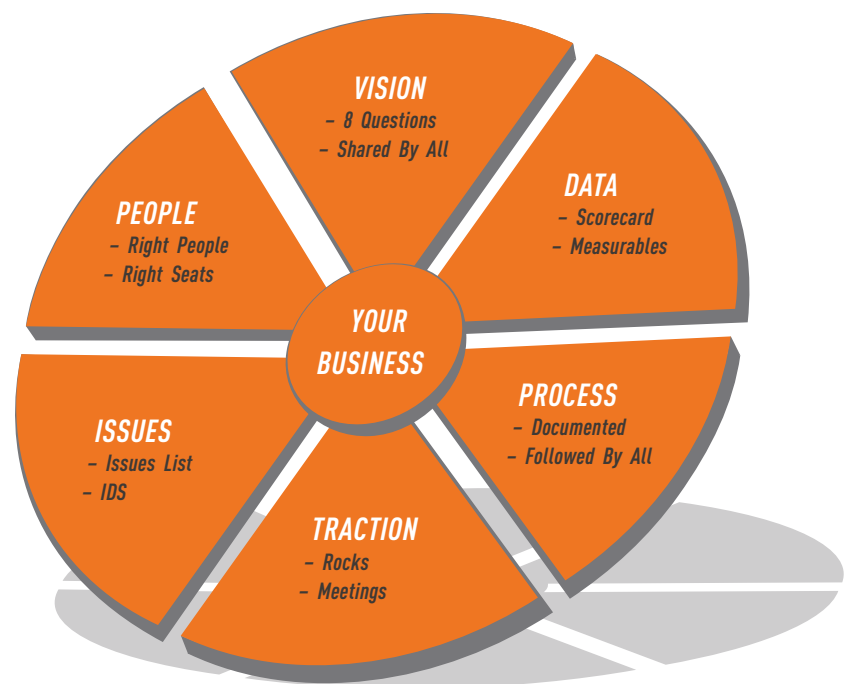 VISION
– 8 Questions
– Shared By All
DATA
– Scorecard
– Measurables
PEOPLE
– Right People
– Right Seats
YOUR
BUSINESS
PROCESS
– Documented
– Followed By All
ISSUES
– Issues List
– IDS
TRACTION
– Rocks
– Meetings